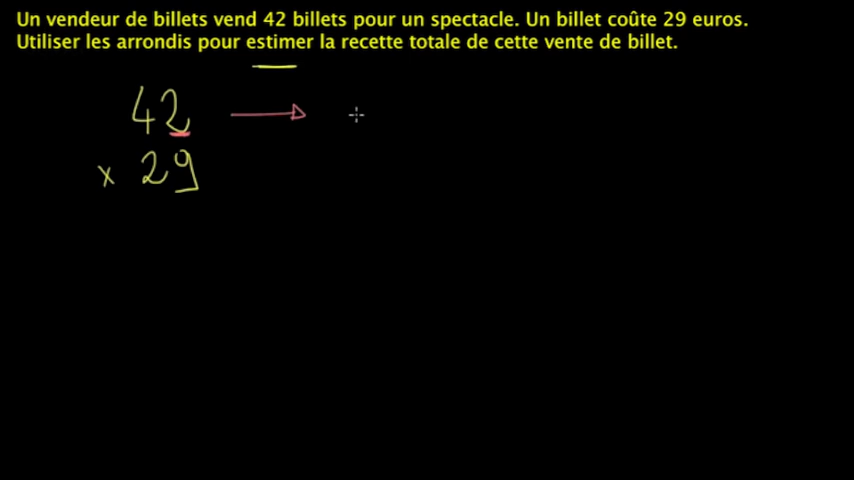 Un vendeur de billets vend 42 billets pour un spectacle. Un billet coûte 29 euros.
Utiliser les arrondis pour estimer la recette totale de cette vente de billet.
42
x 29